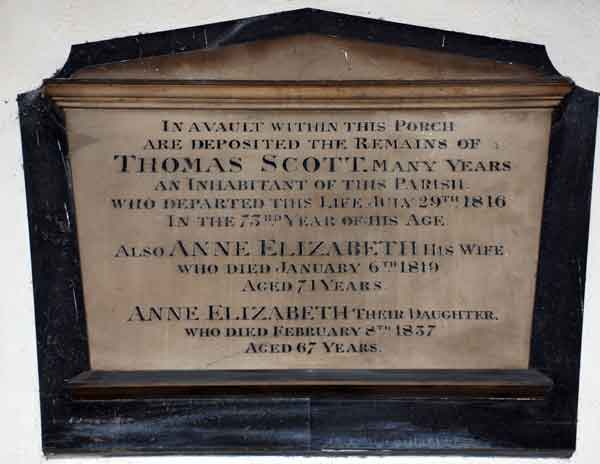 IN A VAULT WITHIN THIS PORCH
ARE DEPOSITED THE REMAINS OF
THOMAS SCOTT. MANY YEARS
AN INHABITANT OF THIS PARISH.
WHO DEPARTED THIS LIFE JULY 29TH 1816
IN THE 73RD YEAR OF HIS AGE.
ALSO ANNE ELIZABETH HIS WIFE
WHO DIED JANUARY 6TH 1819
AGED 71 YEARS
ANNE ELIZABETH THEIR DAUGHTER.
WHO DIED FEBRUARY 8TH 1837
AGED 67 YEARS.